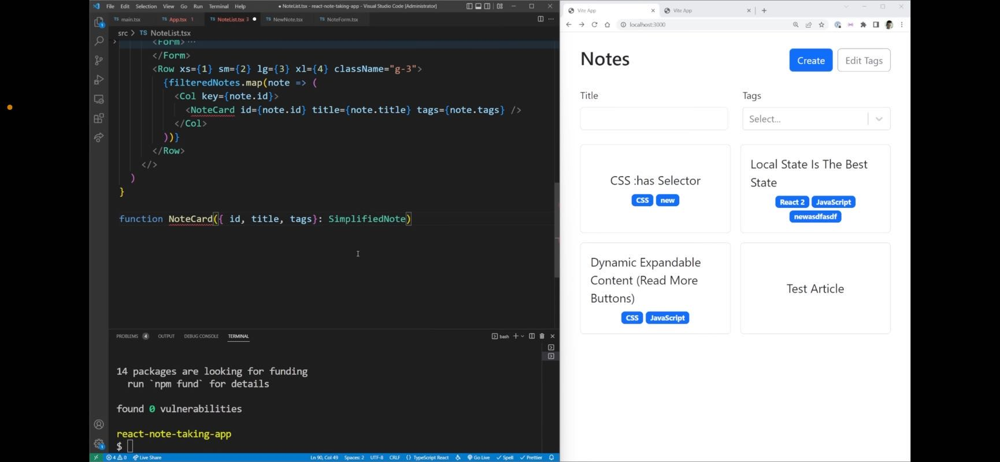 File Edit Selection View Go Run Terminal Help
● NoteList.tsx - react-note-taking-app - Visual Studio Code [Administrator]
TS main.tsx
TS App.tsx 1
TS NoteList.tsx 3 ●
TS NewNote.tsx
TS NoteForm.tsx
src > TS NoteList.tsx
<Form> ···
</Form>
<Row xs={1} sm={2} lg={3} xl={4} className="g-3">
{filteredNotes.map(note => (
<Col key={note.id}>
<NoteCard id={note.id} title={note.title} tags={note.tags} />
</Col>
))}
</Row>
</>
)
}
function NoteCard({ id, title, tags}: SimplifiedNote)
PROBLEMS 4 OUTPUT DEBUG CONSOLE TERMINAL
bash
14 packages are looking for funding
run `npm fund` for details
found 0 vulnerabilities
react-note-taking-app
$
1
1
4 0 Live Share
Ln 90, Col 49 Spaces: 2 UTF-8 CRLF {} TypeScript React Go Live Spell Prettier
Vite App
Vite App
localhost:3000
Notes
Create
Edit Tags
Title
Tags
Select...
CSS :has Selector
CSS new
Local State Is The Best
State
React 2 JavaScript
newasdfasdf
Dynamic Expandable
Content (Read More
Buttons)
CSS JavaScript
Test Article